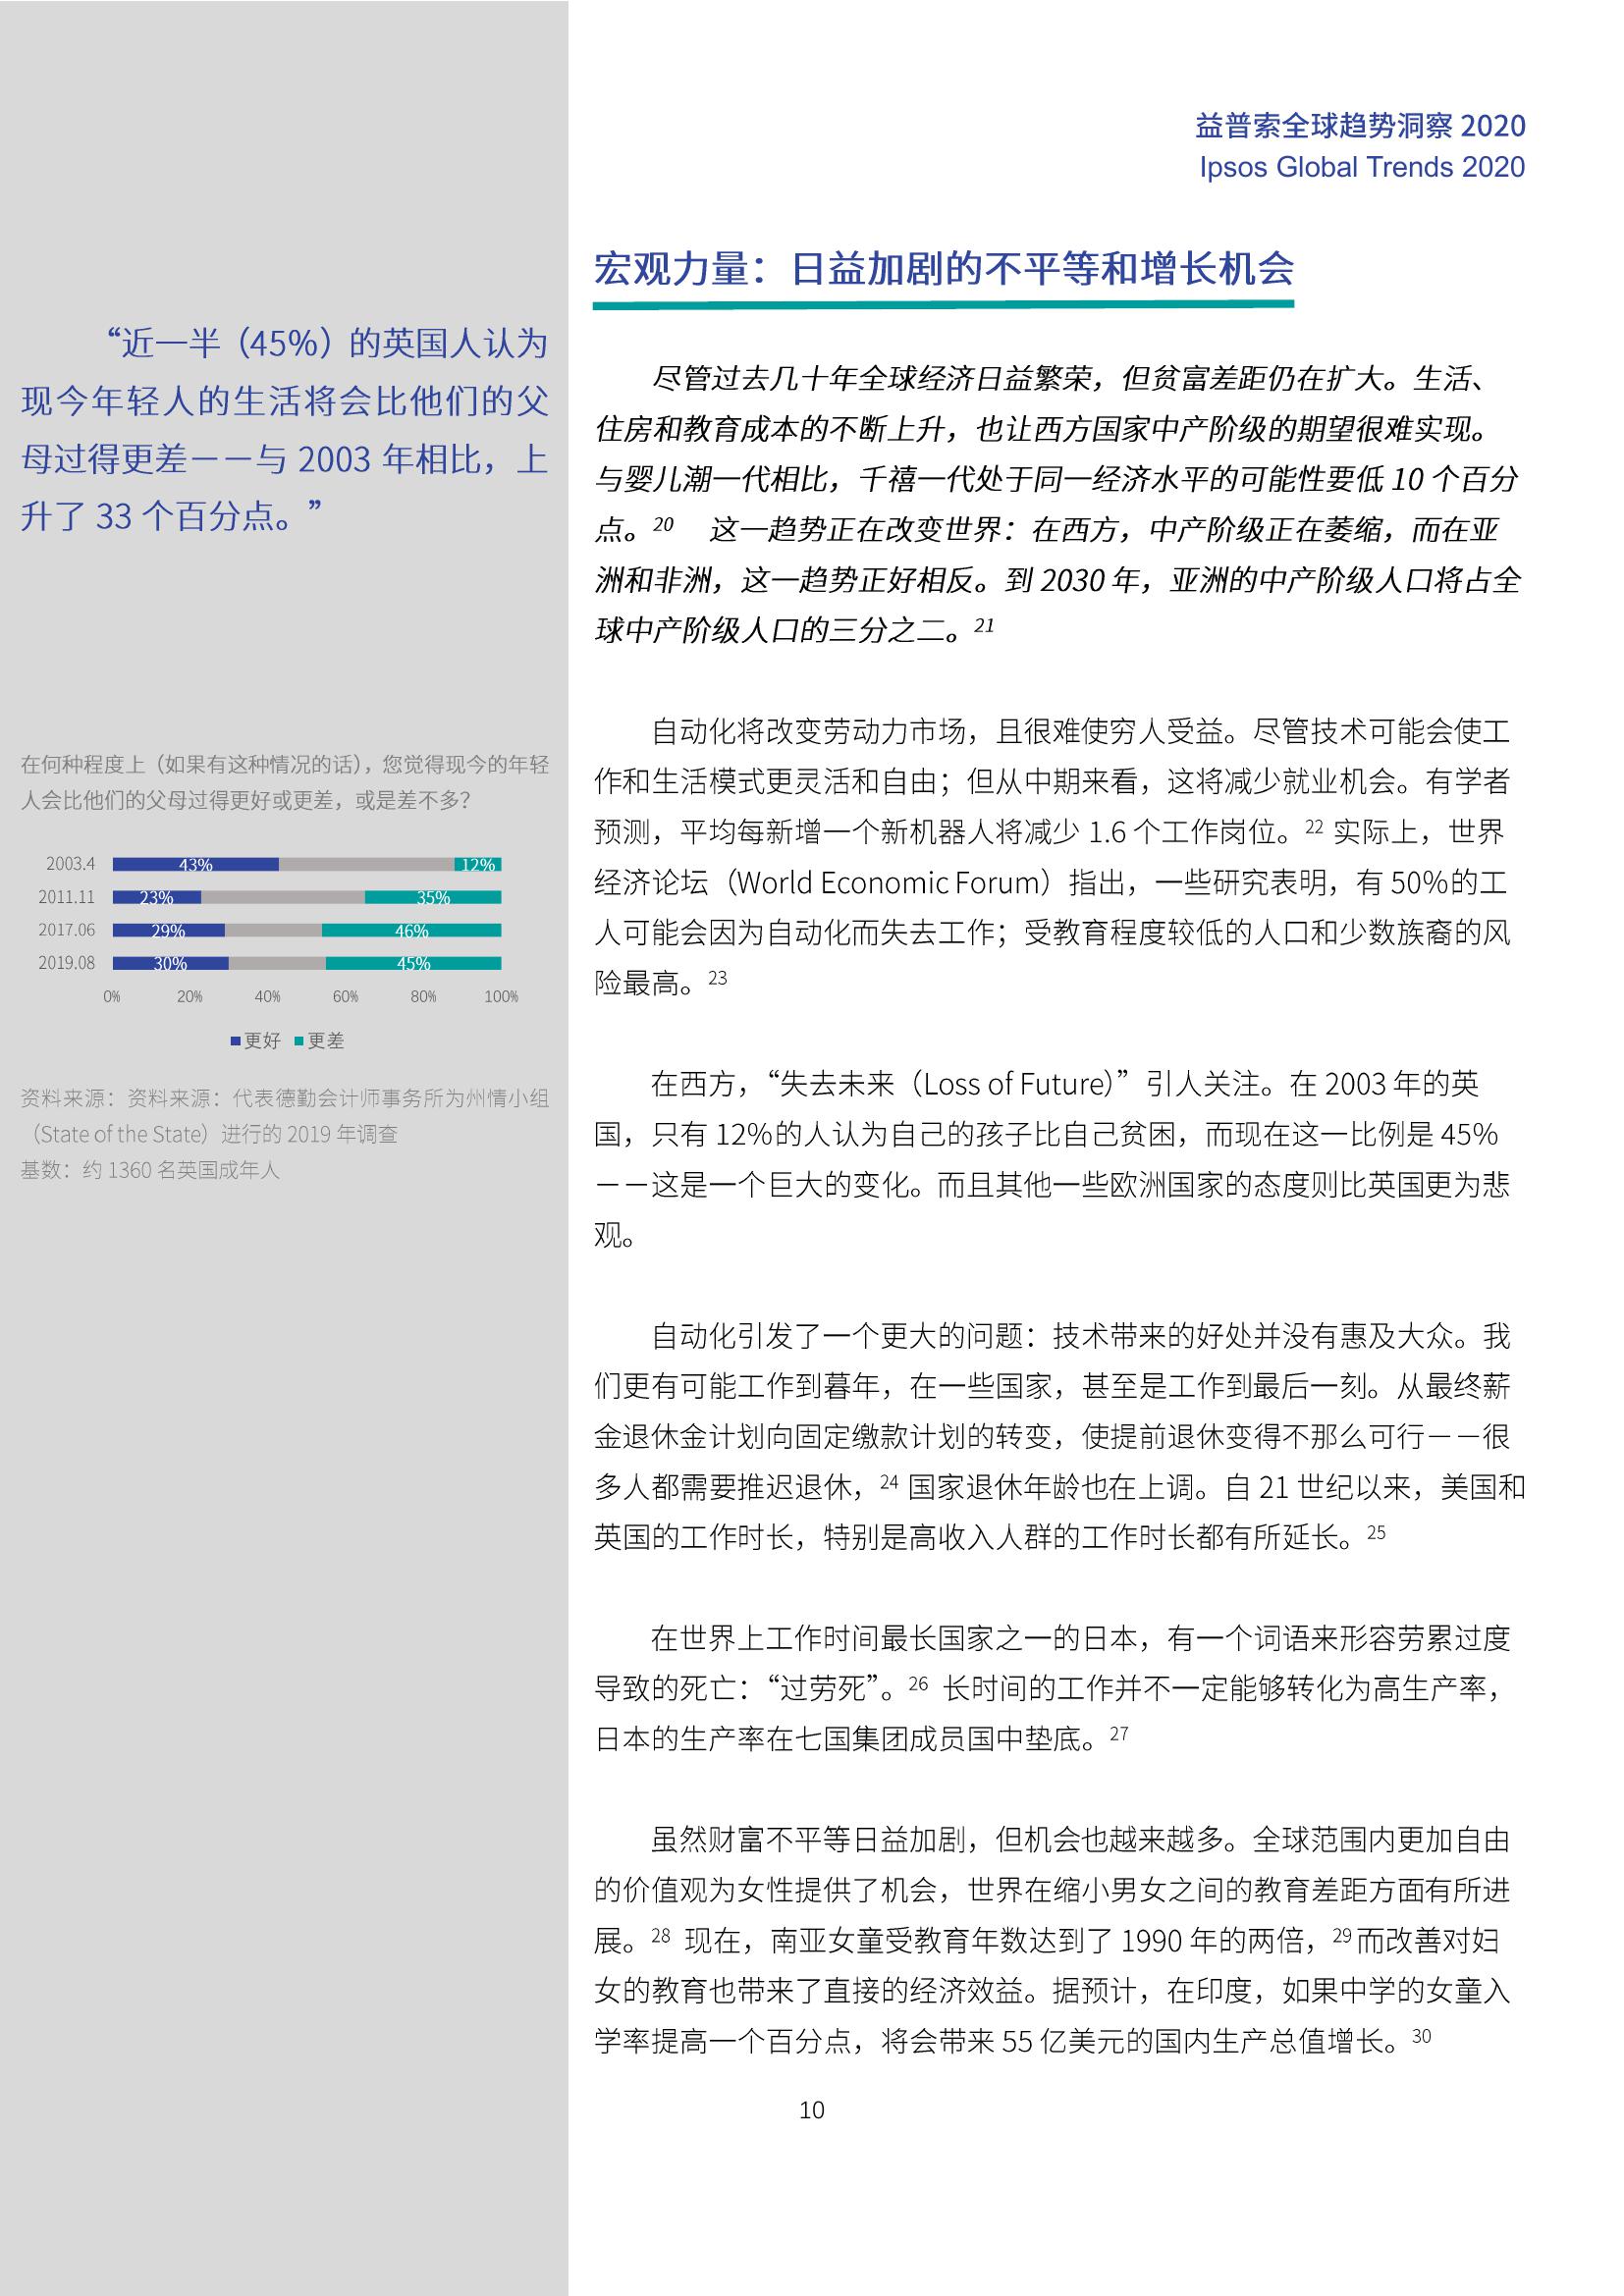 益普索全球趋势洞察 2020
Ipsos Global Trends 2020
“近一半（45%）的英国人认为
现今年轻人的生活将会比他们的父
母过得更差——与 2003 年相比，上
升了 33 个百分点。”
在何种程度上（如果有这种情况的话），您觉得现今的年轻
人会比他们的父母过得更好或更差，或是差不多？
2003.4 43% 12%
2011.11 23% 35%
2017.06 29% 46%
2019.08 30% 45%
0% 20% 40% 60% 80% 100%
更好 更差
资料来源：资料来源：代表德勤会计师事务所为州情小组
（State of the State）进行的 2019 年调查
基数：约 1360 名英国成年人
宏观力量：日益加剧的不平等和增长机会
尽管过去几十年全球经济日益繁荣，但贫富差距仍在扩大。生活、
住房和教育成本的不断上升，也让西方国家中产阶级的期望很难实现。
与婴儿潮一代相比，千禧一代处于同一经济水平的可能性要低 10 个百分
点。20 这一趋势正在改变世界：在西方，中产阶级正在萎缩，而在亚
洲和非洲，这一趋势正好相反。到 2030 年，亚洲的中产阶级人口将占全
球中产阶级人口的三分之二。21
自动化将改变劳动力市场，且很难使穷人受益。尽管技术可能会使工
作和生活模式更灵活和自由；但从中期来看，这将减少就业机会。有学者
预测，平均每新增一个新机器人将减少 1.6 个工作岗位。22 实际上，世界
经济论坛（World Economic Forum）指出，一些研究表明，有 50%的工
人可能会因为自动化而失去工作；受教育程度较低的人口和少数族裔的风
险最高。23
在西方，“失去未来（Loss of Future）”引人关注。在 2003 年的英
国，只有 12%的人认为自己的孩子比自己贫困，而现在这一比例是 45%
——这是一个巨大的变化。而且其他一些欧洲国家的态度则比英国更为悲
观。
自动化引发了一个更大的问题：技术带来的好处并没有惠及大众。我
们更有可能工作到暮年，在一些国家，甚至是工作到最后一刻。从最终薪
金退休金计划向固定缴款计划的转变，使提前退休变得不那么可行——很
多人都需要推迟退休，24 国家退休年龄也在上调。自 21 世纪以来，美国和
英国的工作时长，特别是高收入人群的工作时长都有所延长。25
在世界上工作时间最长国家之一的日本，有一个词语来形容劳累过度
导致的死亡：“过劳死”。26 长时间的工作并不一定能够转化为高生产率，
日本的生产率在七国集团成员国中垫底。27
虽然财富不平等日益加剧，但机会也越来越多。全球范围内更加自由
的价值观为女性提供了机会，世界在缩小男女之间的教育差距方面有所进
展。28 现在，南亚女童受教育年数达到了 1990 年的两倍，29而改善对妇
女的教育也带来了直接的经济效益。据预计，在印度，如果中学的女童入
学率提高一个百分点，将会带来 55 亿美元的国内生产总值增长。30
10